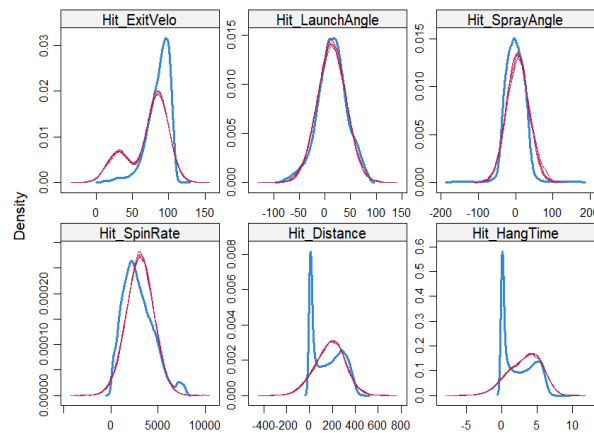 Hit_ExitVelo
Hit_LaunchAngle
Hit_SprayAngle
0.00 0.01 0.02 0.03
0.000 0.005 0.010 0.015
0.000 0.005 0.010 0.015
0 50 100 150
-100 0 50 100
-200 -100 0 100 200
Density
Hit_SpinRate
Hit_Distance
Hit_HangTime
0.00000 0.00010 0.00020
0.000 0.002 0.004 0.006 0.008
0.0 0.1 0.2 0.3 0.4 0.5 0.6
0 5000 10000
-400 0 200 400 600 800
-5 0 5 10